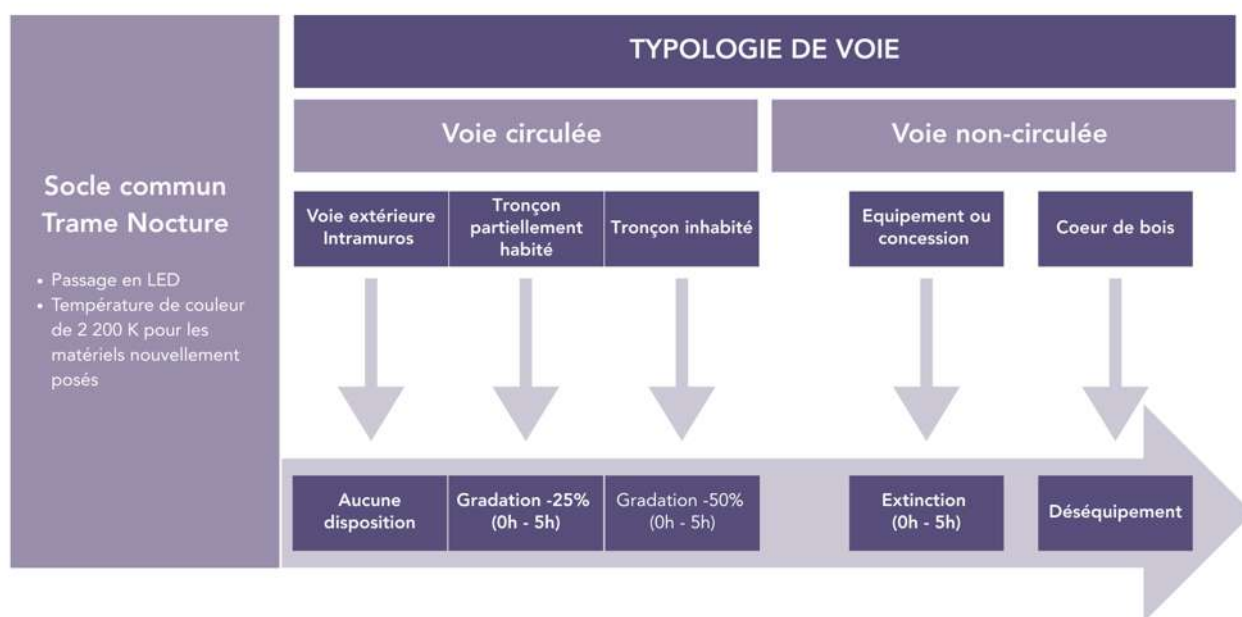 Socle commun
Trame Nocture
• Passage en LED
• Température de couleur
de 2 200 K pour les
matériels nouvellement
posés
TYPOLOGIE DE VOIE
Voie circulée
Voie non-circulée
Voie extérieure
Intramuros
Tronçon
partiellement
habité
Tronçon inhabité
Equipement ou
concession
Coeur de bois
Aucune
disposition
Gradation -25%
(0h - 5h)
Gradation -50%
(0h - 5h)
Extinction
(0h - 5h)
Déséquipement